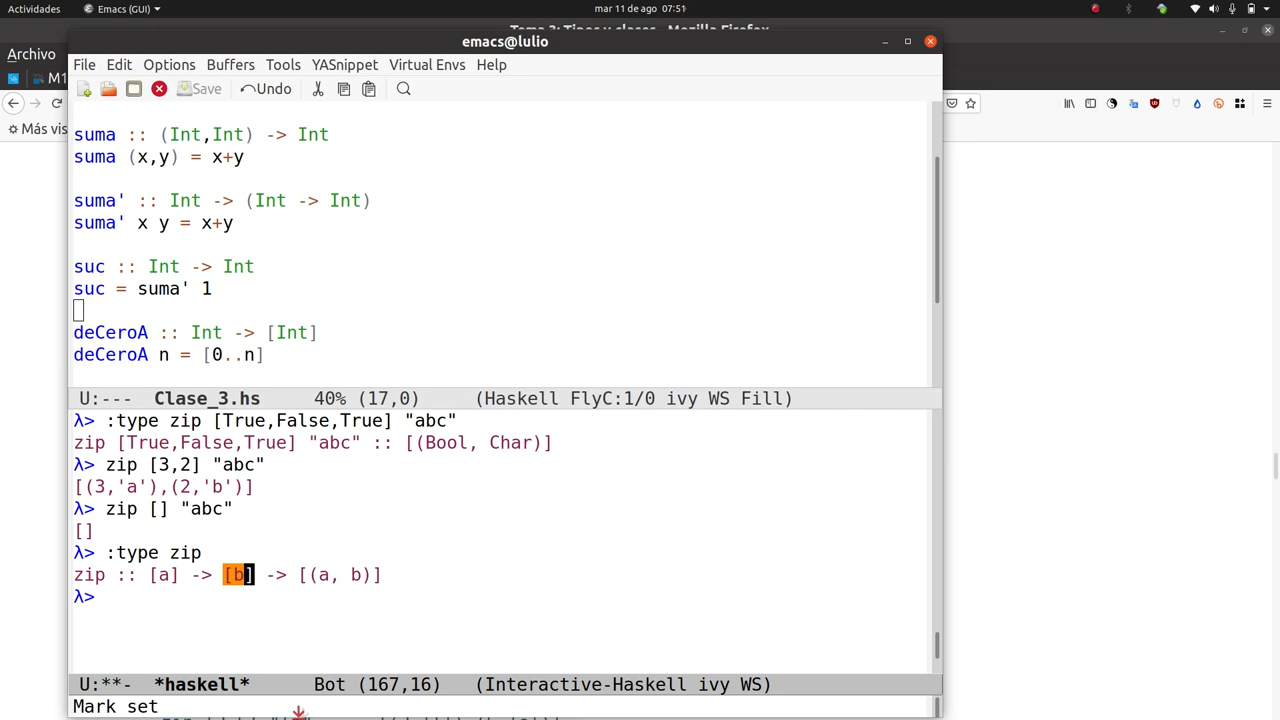 Actividades Emacs (GUI) mar 11 de ago 07:51
Tema 3: Tipos y clases - Mozilla Firefox
Archivo
emacs@lulio
File Edit Options Buffers Tools YASnippet Virtual Envs Help
M1
Save Undo
Más vis
suma :: (Int,Int) -> Int
suma (x,y) = x+y
suma' :: Int -> (Int -> Int)
suma' x y = x+y
suc :: Int -> Int
suc = suma' 1
deCeroA :: Int -> [Int]
deCeroA n = [0..n]
U:--- Clase_3.hs 40% (17,0) (Haskell FlyC:1/0 ivy WS Fill)
λ> :type zip [True,False,True] "abc"
zip [True,False,True] "abc" :: [(Bool, Char)]
λ> zip [3,2] "abc"
[(3,'a'),(2,'b')]
λ> zip [] "abc"
[]
λ> :type zip
zip :: [a] -> [b] -> [(a, b)]
λ>
U:**- *haskell* Bot (167,16) (Interactive-Haskell ivy WS)
Mark set